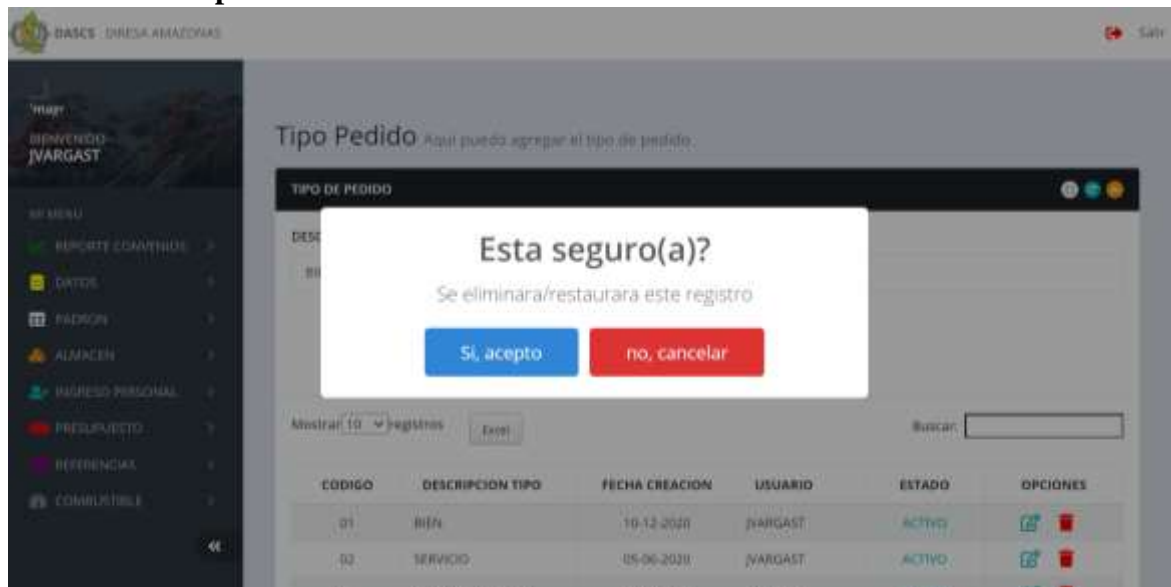 DASCS DIRESA AMAZONAS
Salir
BIENVENIDO
JVARGAST
MI MENU
REPORTE CONVENIOS
DATOS
PADRON
ALMACEN
INGRESO PERSONAL
PRESUPUESTO
REFERENCIAS
COMBUSTIBLE
Tipo Pedido Aqui puedo agregar el tipo de pedido
TIPO DE PEDIDO
DESC
Esta seguro(a)?
Se eliminara/restaurara este registro
Si, acepto no, cancelar
Mostrar 10 registros Excel Buscar:
CODIGO DESCRIPCION TIPO FECHA CREACION USUARIO ESTADO OPCIONES
01 BIEN 10-12-2020 JVARGAST ACTIVO
02 SERVICIO 05-06-2020 JVARGAST ACTIVO